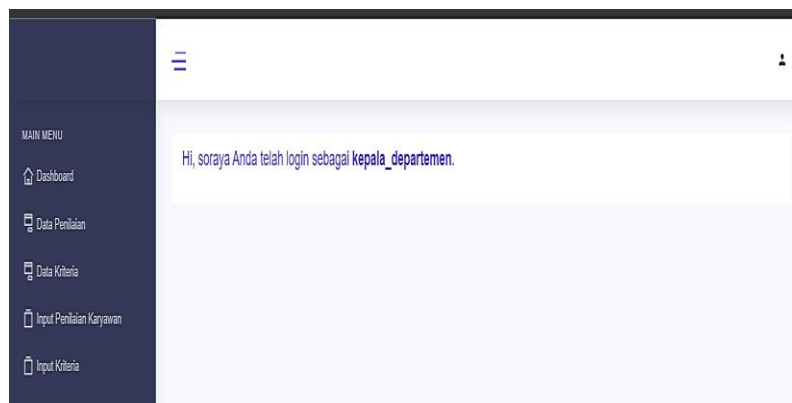 MAIN MENU
Dashboard
Data Penilaian
Data Kriteria
Input Penilaian Karyawan
Input Kriteria
Hi, soraya Anda telah login sebagai kepala_departemen.